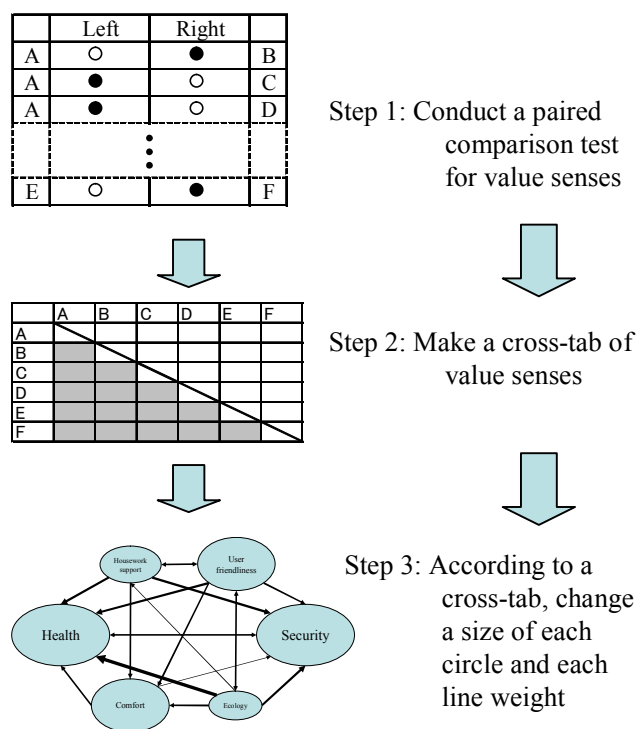 Left Right
A ○ ● B
A ● ○ C
A ● ○ D
E ○ ● F
Step 1: Conduct a paired
comparison test
for value senses
A B C D E F
A
B
C
D
E
F
Step 2: Make a cross-tab of
value senses
Housework
support
User
friendliness
Health
Security
Comfort
Ecology
Step 3: According to a
cross-tab, change
a size of each
circle and each
line weight